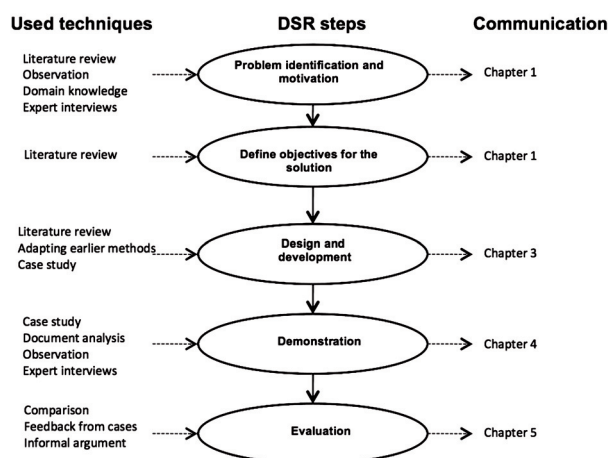 Used techniques
DSR steps
Communication
Literature review
Observation
Domain knowledge
Expert interviews
Problem identification and
motivation
Chapter 1
Literature review
Define objectives for the
solution
Chapter 1
Literature review
Adapting earlier methods
Case study
Design and
development
Chapter 3
Case study
Document analysis
Observation
Expert interviews
Demonstration
Chapter 4
Comparison
Feedback from cases
Informal argument
Evaluation
Chapter 5